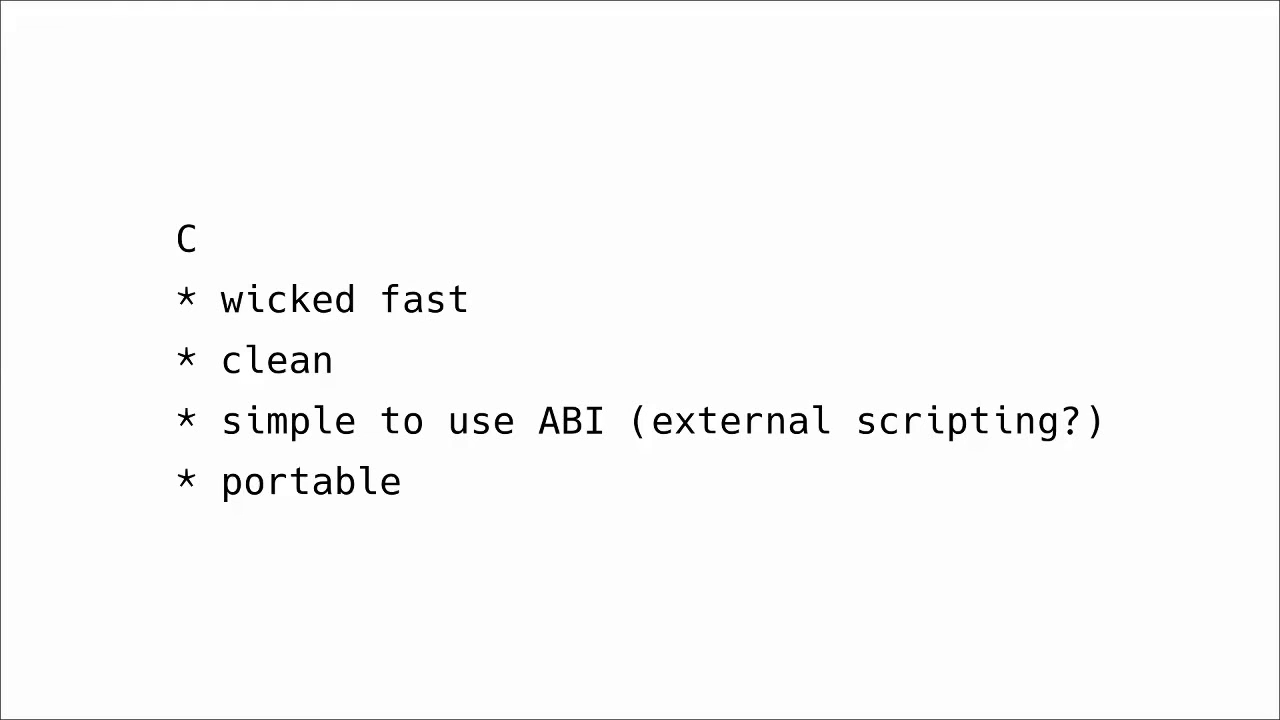 C
* wicked fast
* clean
* simple to use ABI (external scripting?)
* portable